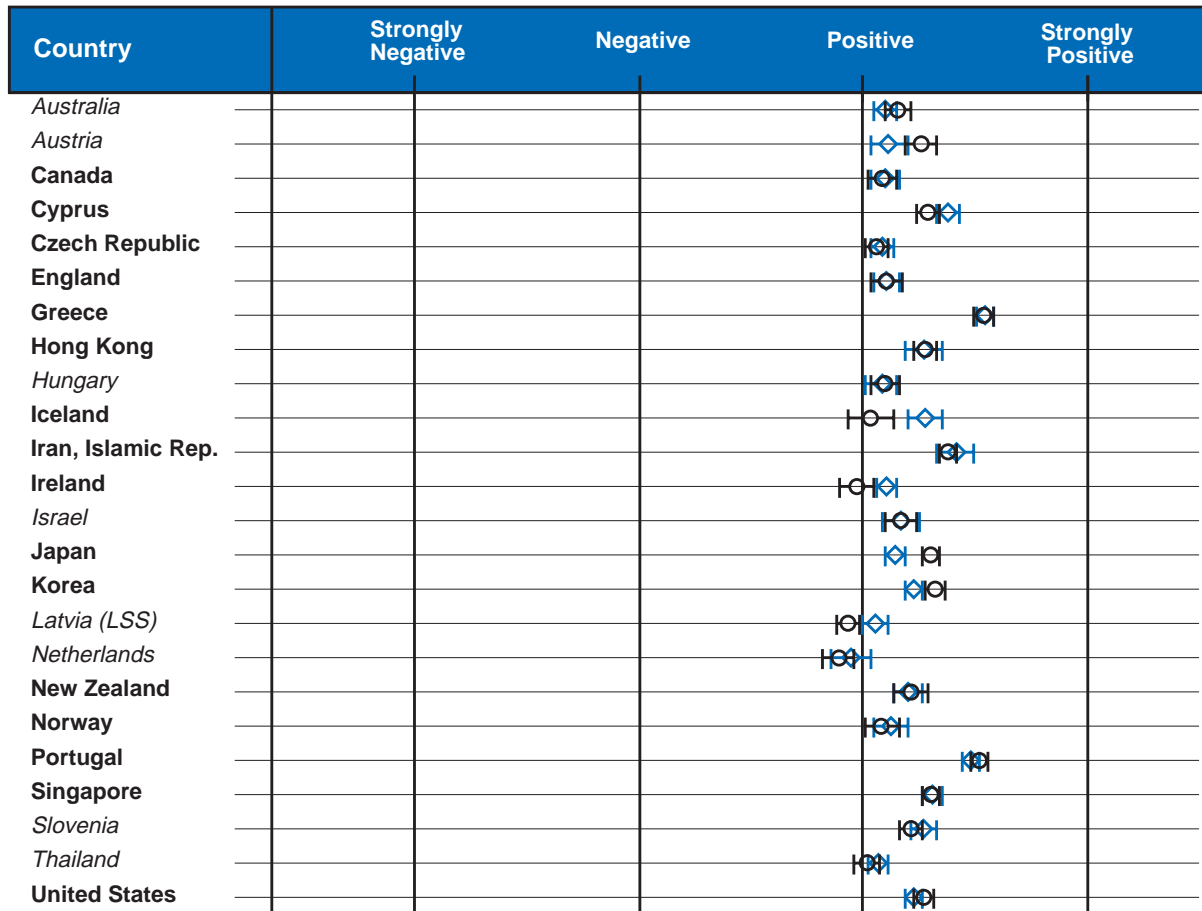 Country
Strongly
Negative
Negative
Positive
Strongly
Positive
Australia
Austria
Canada
Cyprus
Czech Republic
England
Greece
Hong Kong
Hungary
Iceland
Iran, Islamic Rep.
Ireland
Israel
Japan
Korea
Latvia (LSS)
Netherlands
New Zealand
Norway
Portugal
Singapore
Slovenia
Thailand
United States